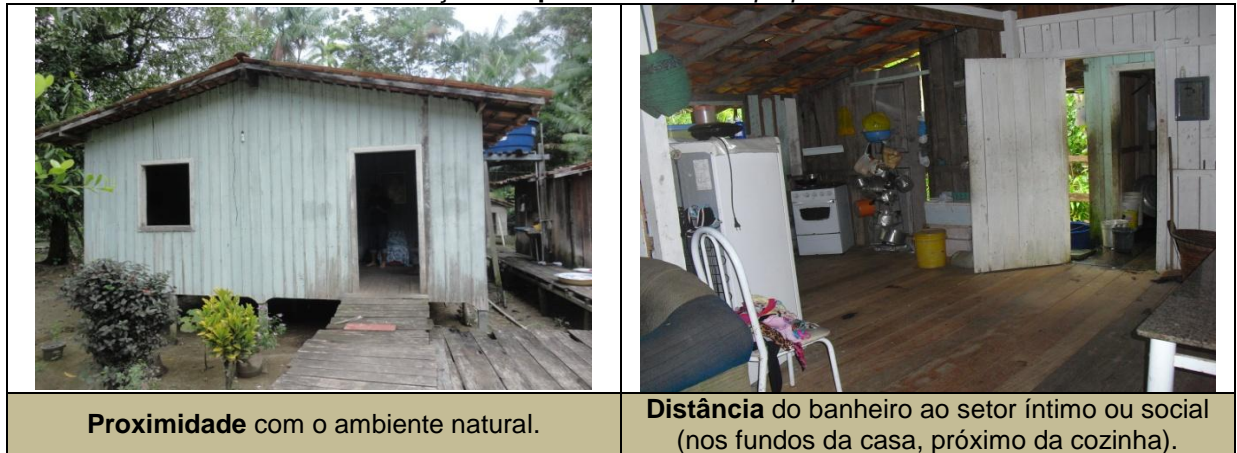 Proximidade com o ambiente natural.
Distância do banheiro ao setor íntimo ou social
(nos fundos da casa, próximo da cozinha).